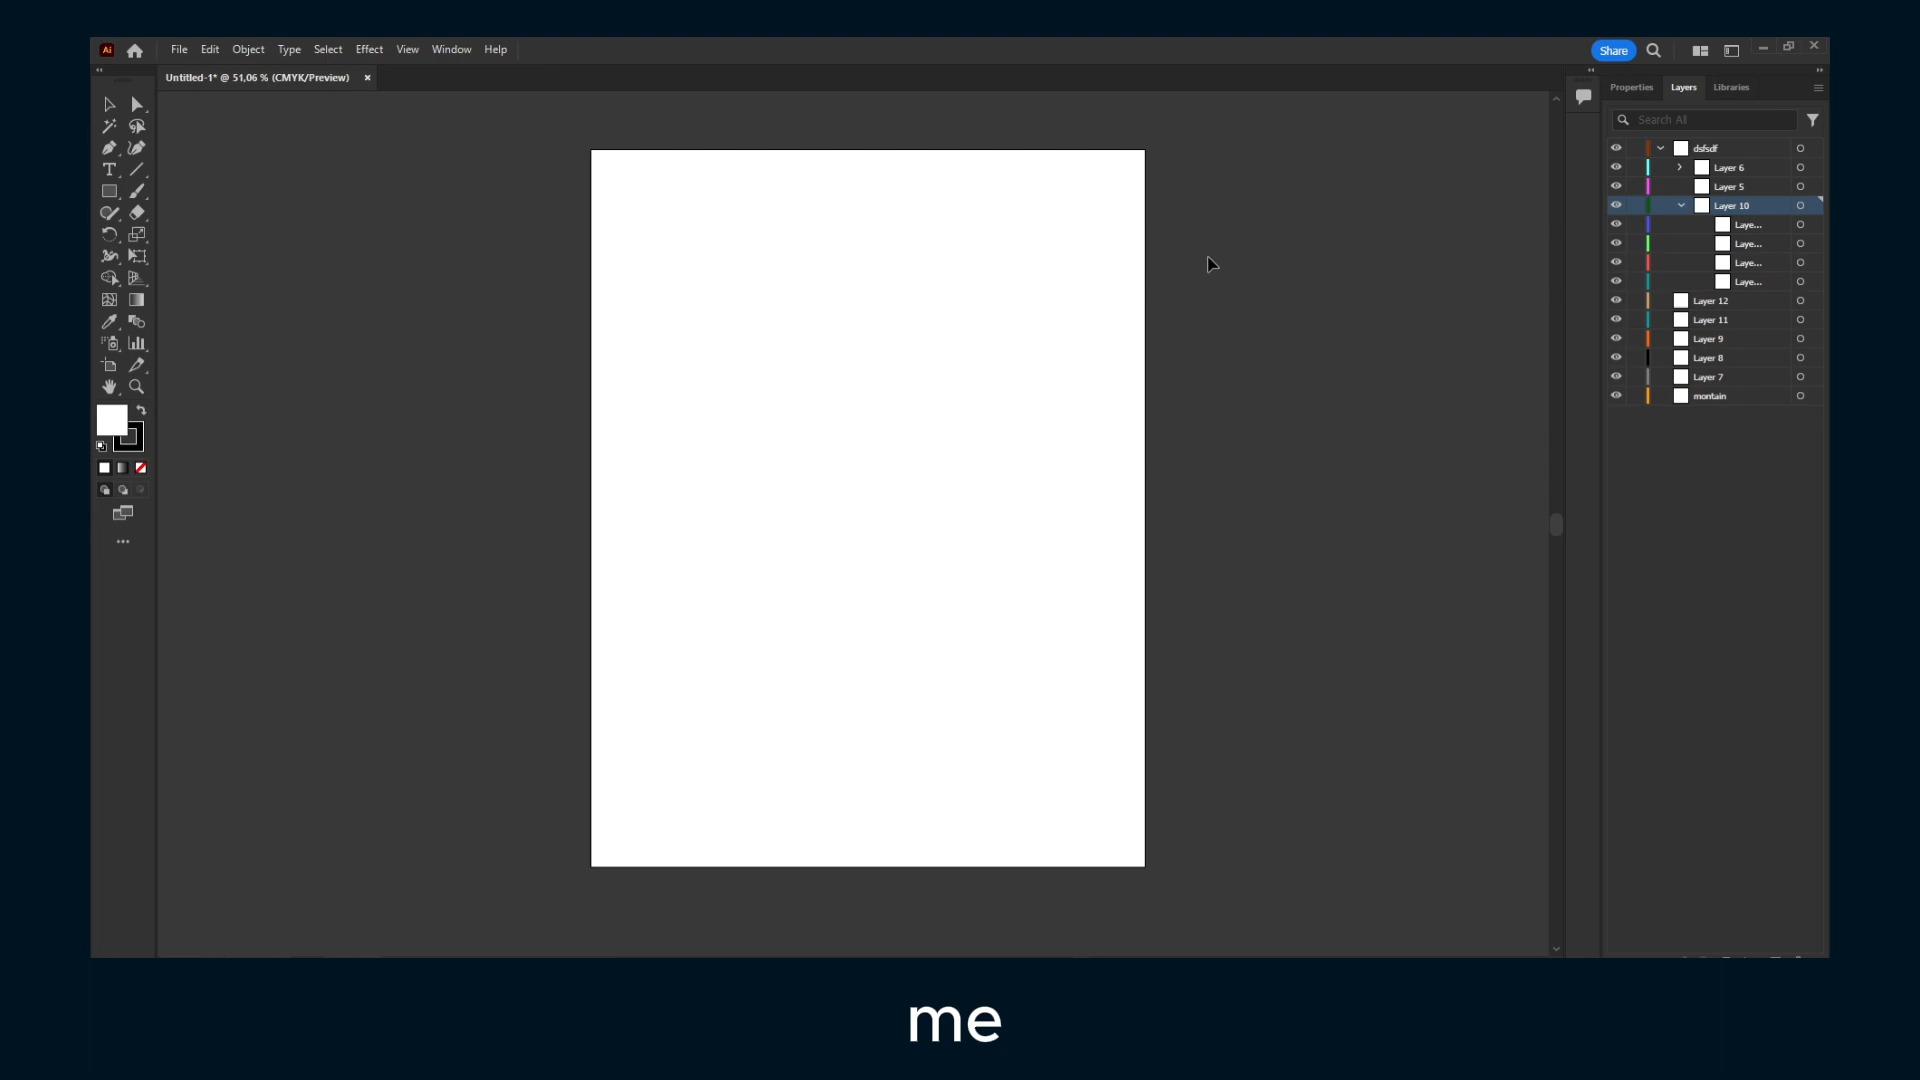 Ai File Edit Object Type Select Effect View Window Help Share
Untitled-1* @ 51,06 % (CMYK/Preview) ×
Properties Layers Libraries
Search All
dsfsdf
Layer 6
Layer 5
Layer 10
Laye...
Laye...
Laye...
Laye...
Layer 12
Layer 11
Layer 9
Layer 8
Layer 7
montain
me